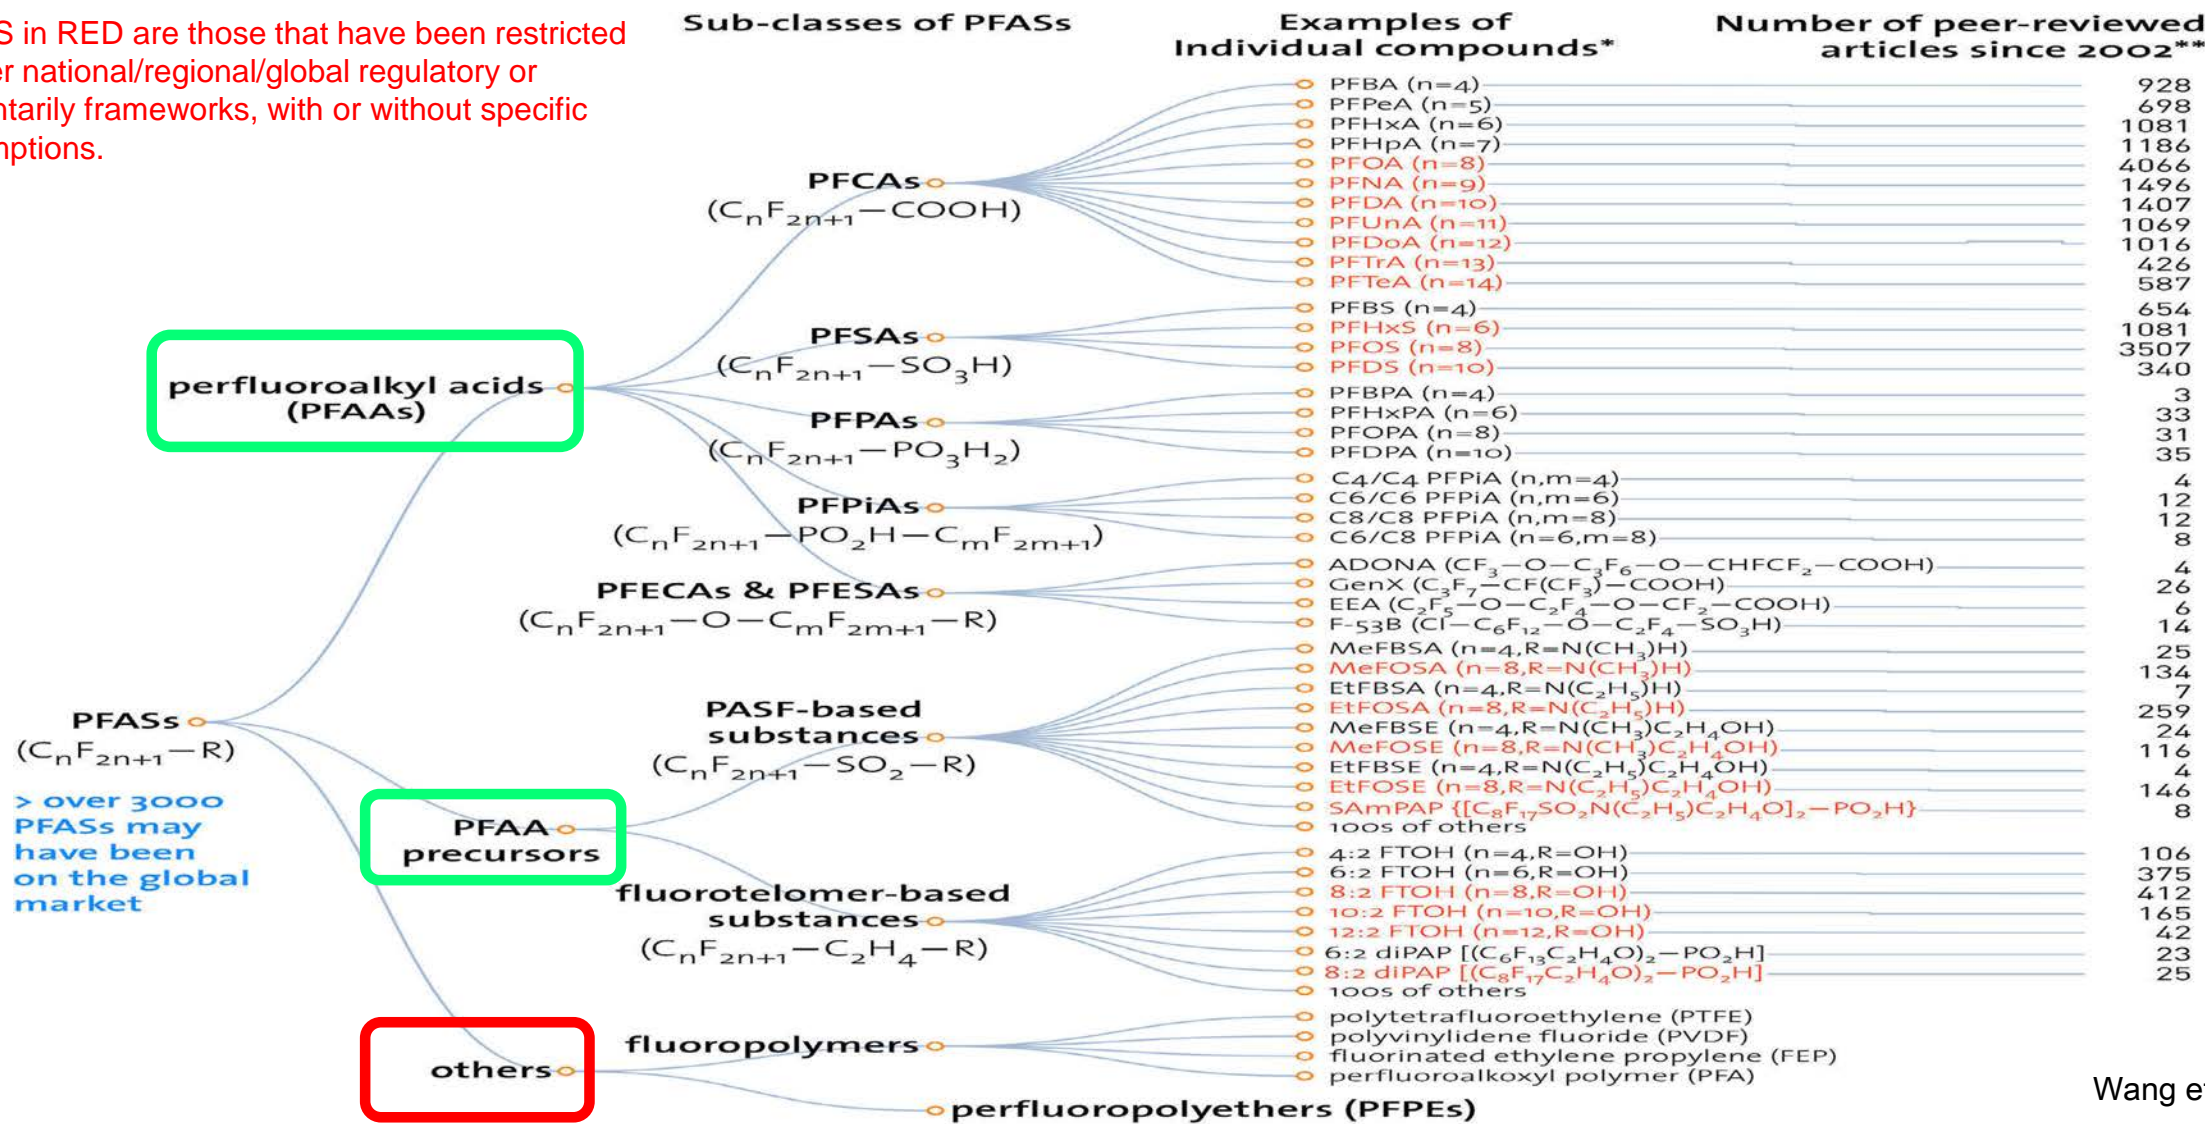 S in RED are those that have been restricted
er national/regional/global regulatory or
ntarily frameworks, with or without specific
mptions.
Sub-classes of PFASs
Examples of
Individual compounds*
Number of peer-reviewed
articles since 2002**
PFASs
(CnF2n+1—R)
> over 3000
PFASs may
have been
on the global
market
perfluoroalkyl acids
(PFAAs)
PFAA
precursors
others
PFCAs
(CnF2n+1—COOH)
PFBA (n=4) 928
PFPeA (n=5) 698
PFHxA (n=6) 1081
PFHpA (n=7) 1186
PFOA (n=8) 4066
PFNA (n=9) 1496
PFDA (n=10) 1407
PFUnA (n=11) 1069
PFDoA (n=12) 1016
PFTrA (n=13) 426
PFTeA (n=14) 587
PFSAs
(CnF2n+1—SO3H)
PFBS (n=4) 654
PFHxS (n=6) 1081
PFOS (n=8) 3507
PFDS (n=10) 340
PFPAs
(CnF2n+1—PO3H2)
PFBPA (n=4) 3
PFHxPA (n=6) 33
PFOPA (n=8) 31
PFDPA (n=10) 35
PFPiAs
(CnF2n+1—PO2H—CmF2m+1)
C4/C4 PFPiA (n,m=4) 4
C6/C6 PFPiA (n,m=6) 12
C8/C8 PFPiA (n,m=8) 12
C6/C8 PFPiA (n=6,m=8) 8
PFECAs & PFESAs
(CnF2n+1—O—CmF2m+1—R)
ADONA (CF3—O—C3F6—O—CHFCF2—COOH) 4
GenX (C3F7—CF(CF3)—COOH) 26
EEA (C2F5—O—C2F4—O—CF2—COOH) 6
F-53B (Cl—C6F12—O—C2F4—SO3H) 14
PASF-based
substances
(CnF2n+1—SO2—R)
MeFBSA (n=4,R=N(CH3)H) 25
MeFOSA (n=8,R=N(CH3)H) 134
EtFBSA (n=4,R=N(C2H5)H) 7
EtFOSA (n=8,R=N(C2H5)H) 259
MeFBSE (n=4,R=N(CH3)C2H4OH) 24
MeFOSE (n=8,R=N(CH3)C2H4OH) 116
EtFBSE (n=4,R=N(C2H5)C2H4OH) 4
EtFOSE (n=8,R=N(C2H5)C2H4OH) 146
SAmPAP {[C8F17SO2N(C2H5)C2H4O]2—PO2H} 8
100s of others
fluorotelomer-based
substances
(CnF2n+1—C2H4—R)
4:2 FTOH (n=4,R=OH) 106
6:2 FTOH (n=6,R=OH) 375
8:2 FTOH (n=8,R=OH) 412
10:2 FTOH (n=10,R=OH) 165
12:2 FTOH (n=12,R=OH) 42
6:2 diPAP [(C6F13C2H4O)2—PO2H] 23
8:2 diPAP [(C8F17C2H4O)2—PO2H] 25
100s of others
fluoropolymers
polytetrafluoroethylene (PTFE)
polyvinylidene fluoride (PVDF)
fluorinated ethylene propylene (FEP)
perfluoroalkoxyl polymer (PFA)
perfluoropolyethers (PFPEs)
Wang et